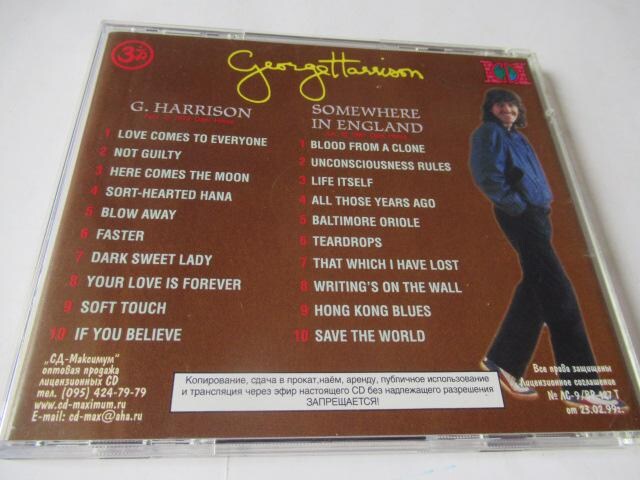 George Harrison
G. HARRISON
1 LOVE COMES TO EVERYONE
2 NOT GUILTY
3 HERE COMES THE MOON
4 SORT-HEARTED HANA
5 BLOW AWAY
6 FASTER
7 DARK SWEET LADY
8 YOUR LOVE IS FOREVER
9 SOFT TOUCH
10 IF YOU BELIEVE
SOMEWHERE
IN ENGLAND
1 BLOOD FROM A CLONE
2 UNCONSCIOUSNESS RULES
3 LIFE ITSELF
4 ALL THOSE YEARS AGO
5 BALTIMORE ORIOLE
6 TEARDROPS
7 THAT WHICH I HAVE LOST
8 WRITING'S ON THE WALL
9 HONG KONG BLUES
10 SAVE THE WORLD
„СД-Максимум"
оптовая продажа
лицензионных CD
тел. (095) 424-79-79
www.cd-maximum.ru
E-mail: cd-max@aha.ru
Копирование, сдача в прокат,наём, аренду, публичное использование
и трансляция через эфир настоящего CD без надлежащего разрешения
ЗАПРЕЩАЕТСЯ!
Все права защищены
Лицензионное соглашение
от 23.02.99г.